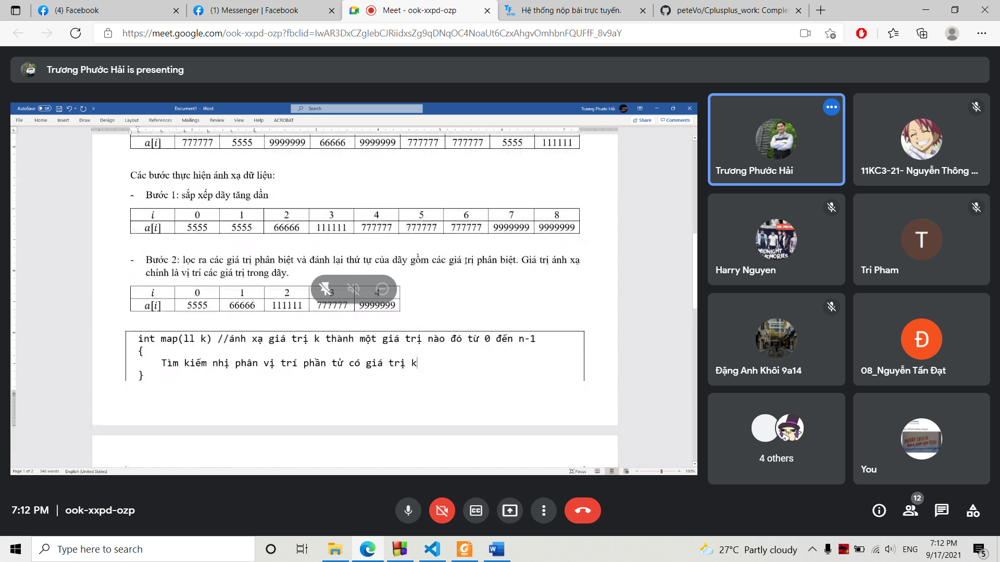 (4) Facebook
(1) Messenger | Facebook
Meet - ook-xxpd-ozp
Hệ thống nộp bài trực tuyến.
peteVo/Cplusplus_work: Comple
https://meet.google.com/ook-xxpd-ozp?fbclid=IwAR3DxCZgIebCJRiidxsZg9qDNqOC4NoaUt6CzxAhgvOmhbnFQUFfF_8v9aY
Trương Phước Hải is presenting
AutoSave Off
Document1 - Word
Search
Trương Phước Hải
File Home Insert Draw Design Layout References Mailings Review View Help ACROBAT
Share Comments
a[i] 777777 5555 9999999 66666 9999999 777777 777777 5555 111111
Các bước thực hiện ánh xạ dữ liệu:
- Bước 1: sắp xếp dãy tăng dần
i 0 1 2 3 4 5 6 7 8
a[i] 5555 5555 66666 111111 777777 777777 777777 9999999 9999999
- Bước 2: lọc ra các giá trị phân biệt và đánh lại thứ tự của dãy gồm các giá trị phân biệt. Giá trị ánh xạ
chính là vị trí các giá trị trong dãy.
i 0 1 2 3 4
a[i] 5555 66666 111111 777777 9999999
int map(ll k) //ánh xạ giá trị k thành một giá trị nào đó từ 0 đến n-1
{
Tìm kiếm nhị phân vị trí phần tử có giá trị k
}
Page 1 of 2 346 words English (United States)
Focus
180%
Trương Phước Hải
11KC3-21- Nguyễn Thông ...
Harry Nguyen
MIDNIGHT
MEMORIES
T
Tri Pham
Đặng Anh Khôi 9a14
Đ
08_Nguyễn Tấn Đạt
4 others
MERRY CRISIS
You
7:12 PM | ook-xxpd-ozp
12
Type here to search
27°C Partly cloudy
ENG
7:12 PM
9/17/2021
5